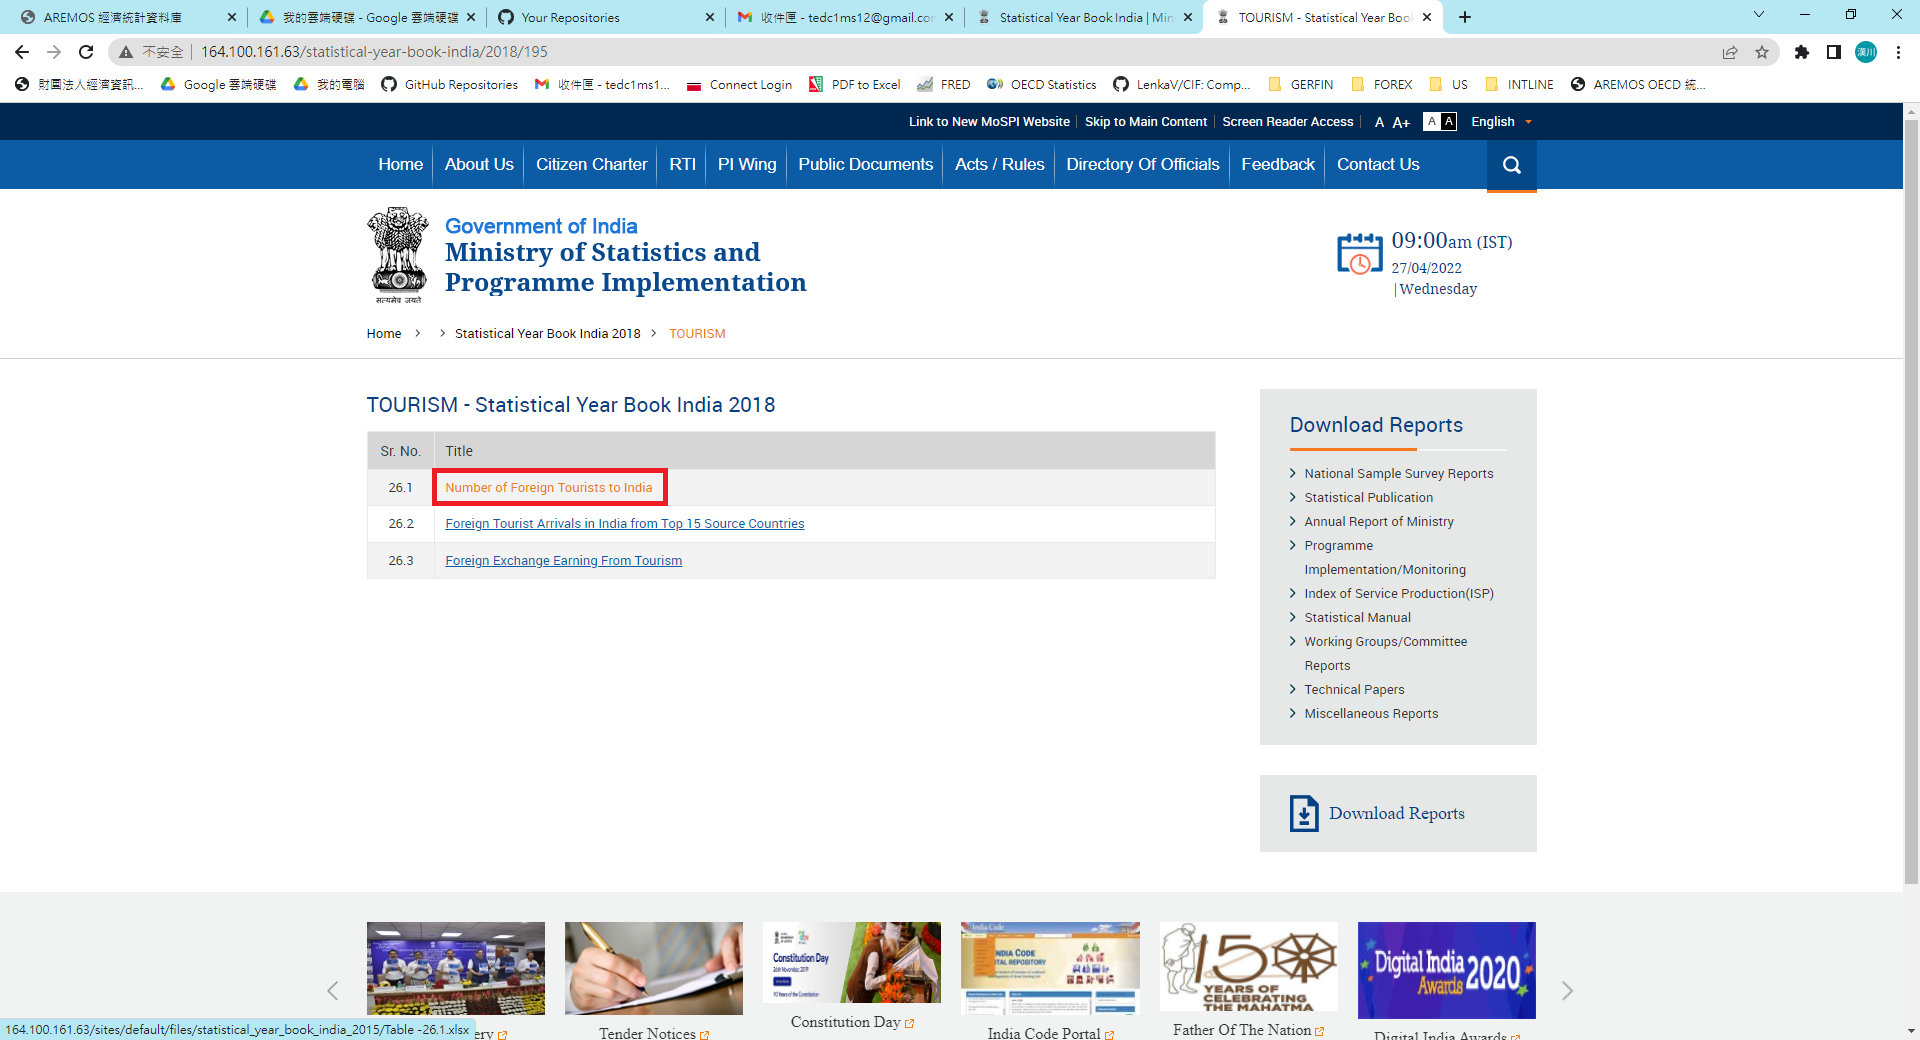 AREMOS 經濟統計資料庫
我的雲端硬碟 - Google 雲端硬碟
Your Repositories
收件匣 - tedc1ms12@gmail.cor
Statistical Year Book India | Min
TOURISM - Statistical Year Book
不安全
164.100.161.63/statistical-year-book-india/2018/195
漢川
財團法人經濟資訊...
Google 雲端硬碟
我的電腦
GitHub Repositories
收件匣 - tedc1ms1...
Connect Login
PDF to Excel
FRED
OECD Statistics
LenkaV/CIF: Comp...
GERFIN
FOREX
US
INTLINE
AREMOS OECD 統...
Link to New MoSPI Website
Skip to Main Content
Screen Reader Access
A A+ A A English
Home
About Us
Citizen Charter
RTI
PI Wing
Public Documents
Acts / Rules
Directory Of Officials
Feedback
Contact Us
सत्यमेव जयते
Government of India
Ministry of Statistics and
Programme Implementation
09:00am (IST)
27/04/2022
|Wednesday
Home > > Statistical Year Book India 2018 > TOURISM
TOURISM - Statistical Year Book India 2018
Sr. No. Title
26.1 Number of Foreign Tourists to India
26.2 Foreign Tourist Arrivals in India from Top 15 Source Countries
26.3 Foreign Exchange Earning From Tourism
Download Reports
National Sample Survey Reports
Statistical Publication
Annual Report of Ministry
Programme
Implementation/Monitoring
Index of Service Production(ISP)
Statistical Manual
Working Groups/Committee
Reports
Technical Papers
Miscellaneous Reports
Download Reports
Constitution Day
26th November, 2019
INDIA CODE
DIGITAL REPOSITORY
150
YEARS OF
CELEBRATING
THE MAHATMA
Digital India
Awards 2020
ery
Tender Notices
Constitution Day
India Code Portal
Father Of The Nation
Digital India Awards
164.100.161.63/sites/default/files/statistical_year_book_india_2015/Table -26.1.xlsx